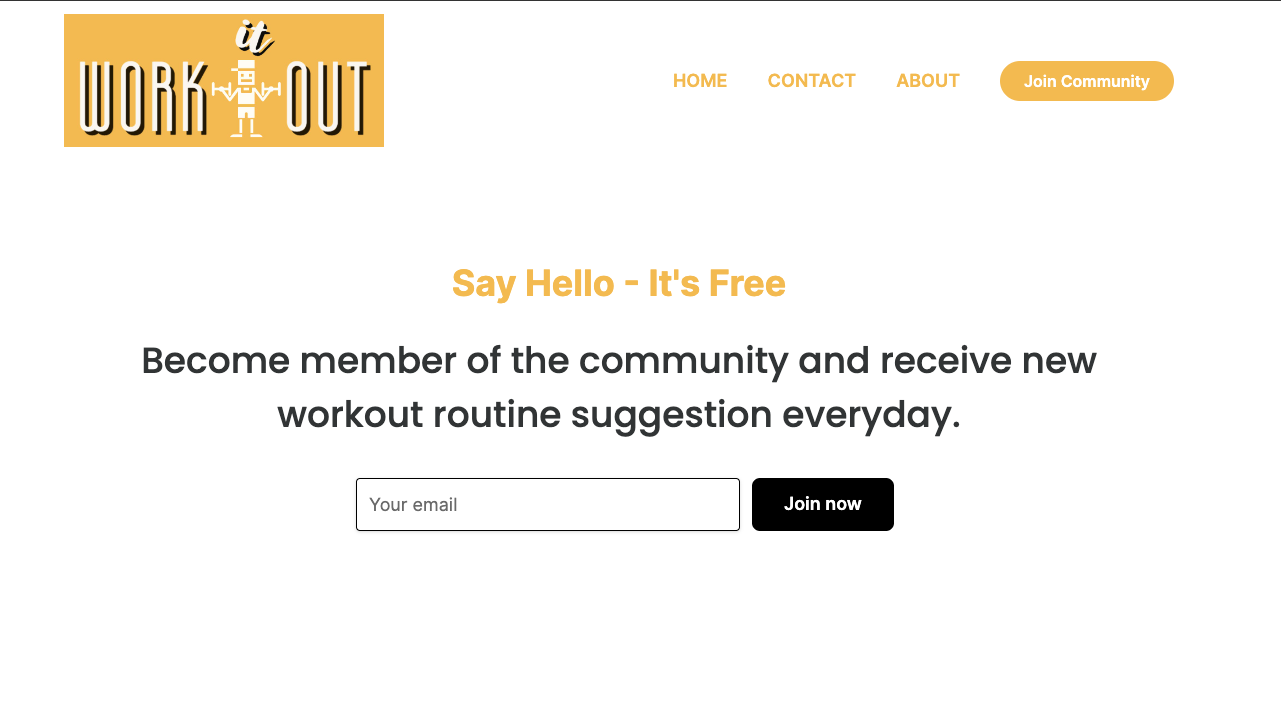 it
WORK OUT
HOME CONTACT ABOUT Join Community
Say Hello - It's Free
Become member of the community and receive new
workout routine suggestion everyday.
Your email Join now